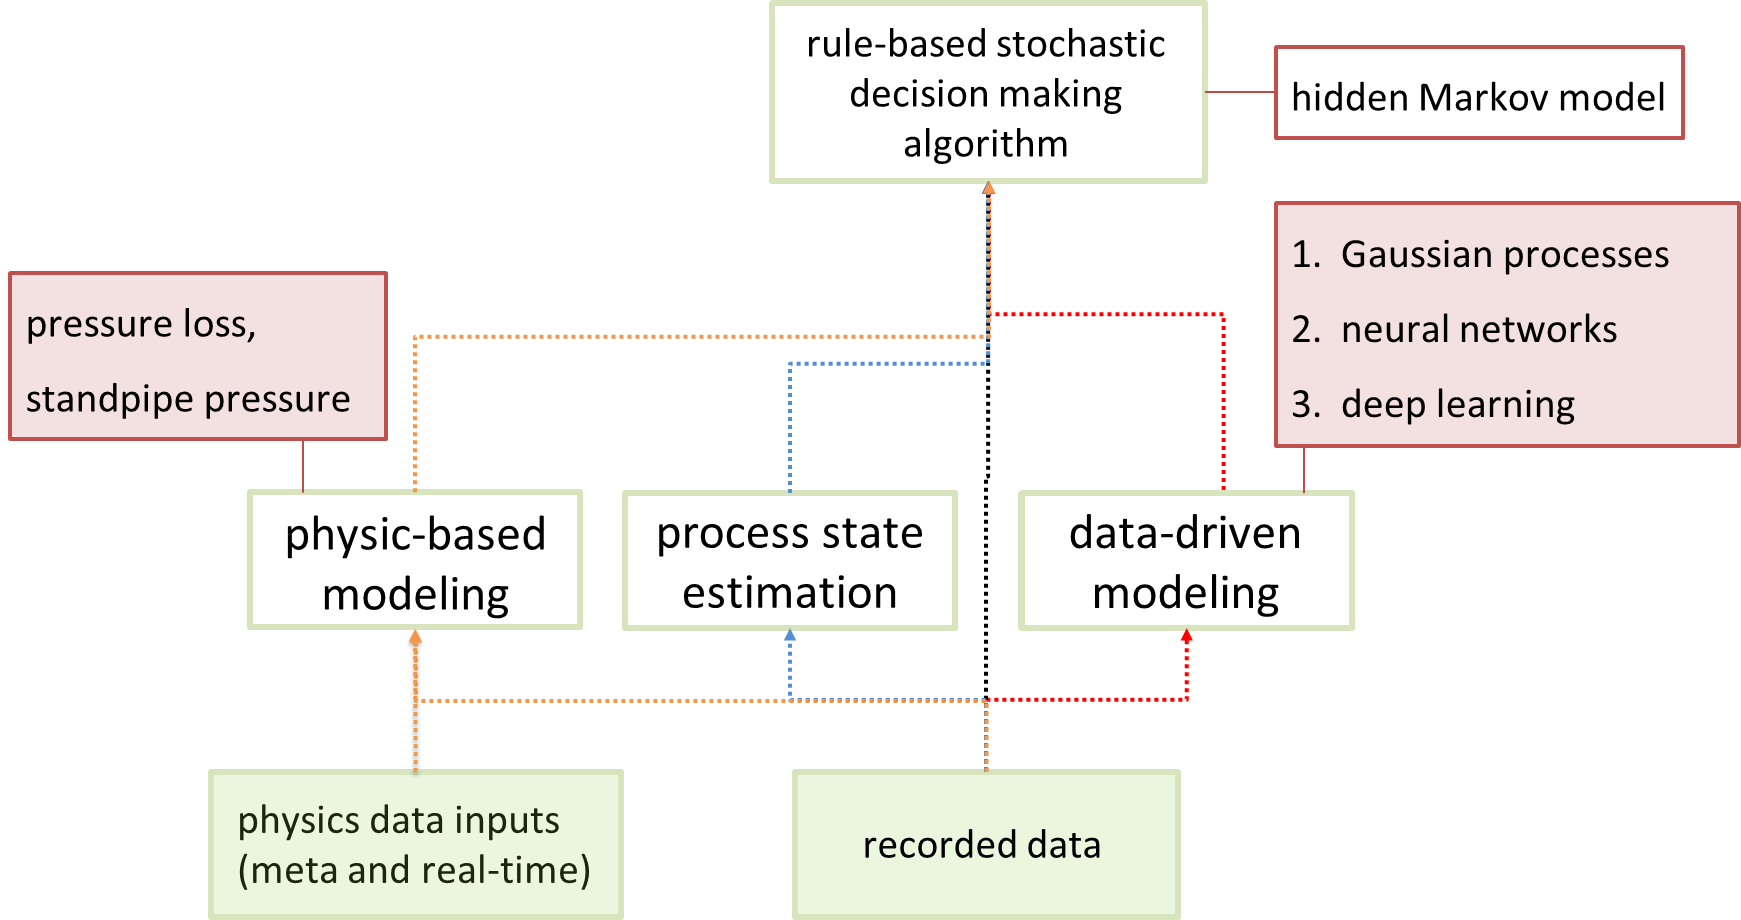 rule-based stochastic
decision making
algorithm
hidden Markov model
1. Gaussian processes
2. neural networks
3. deep learning
pressure loss,
standpipe pressure
physic-based
modeling
process state
estimation
data-driven
modeling
physics data inputs
(meta and real-time)
recorded data